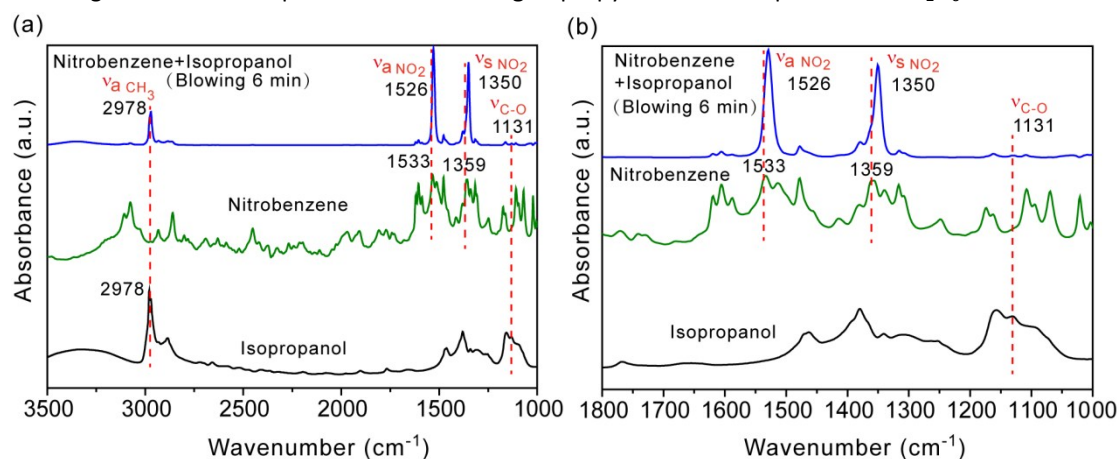 (a)
Nitrobenzene+Isopropanol
(Blowing 6 min)
νa CH3
2978
νa NO2
1526
νs NO2
1350
νC-O
1131
1533
1359
Nitrobenzene
2978
Isopropanol
Absorbance (a.u.)
3500 3000 2500 2000 1500 1000
Wavenumber (cm-1)
(b)
Nitrobenzene
+Isopropanol
(Blowing 6 min)
νa NO2
1526
νs NO2
1350
νC-O
1131
1533
1359
Nitrobenzene
Isopropanol
Absorbance (a.u.)
1800 1700 1600 1500 1400 1300 1200 1100 1000
Wavenumber (cm-1)